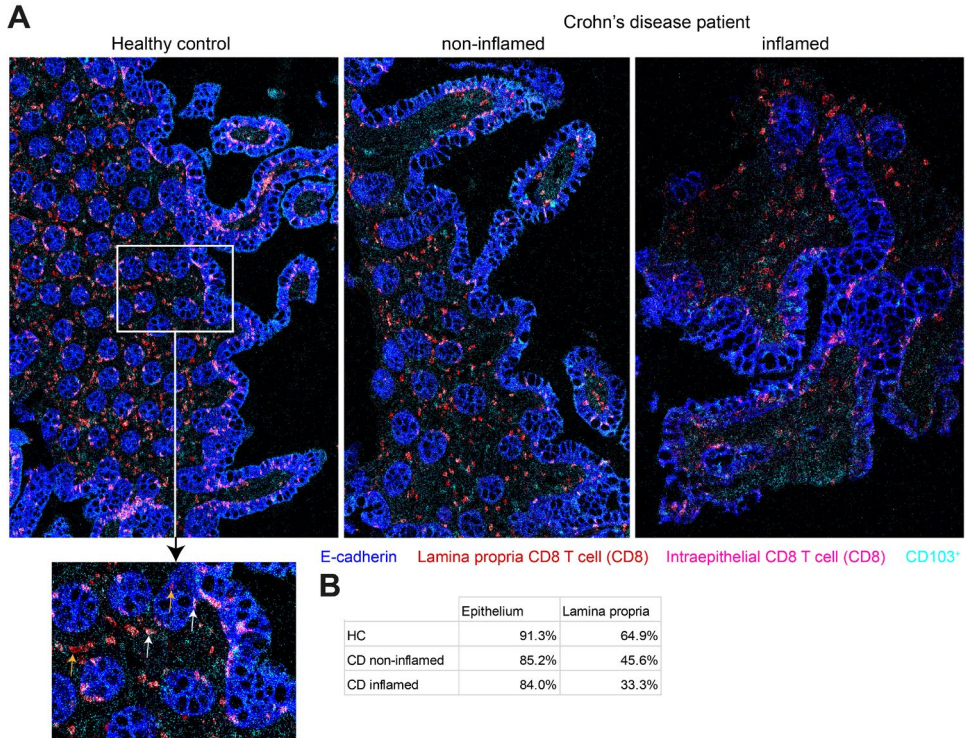 A
Crohn's disease patient
Healthy control
non-inflamed
inflamed
E-cadherin Lamina propria CD8 T cell (CD8) Intraepithelial CD8 T cell (CD8) CD103⁺
B
Epithelium Lamina propria
HC 91.3% 64.9%
CD non-inflamed 85.2% 45.6%
CD inflamed 84.0% 33.3%